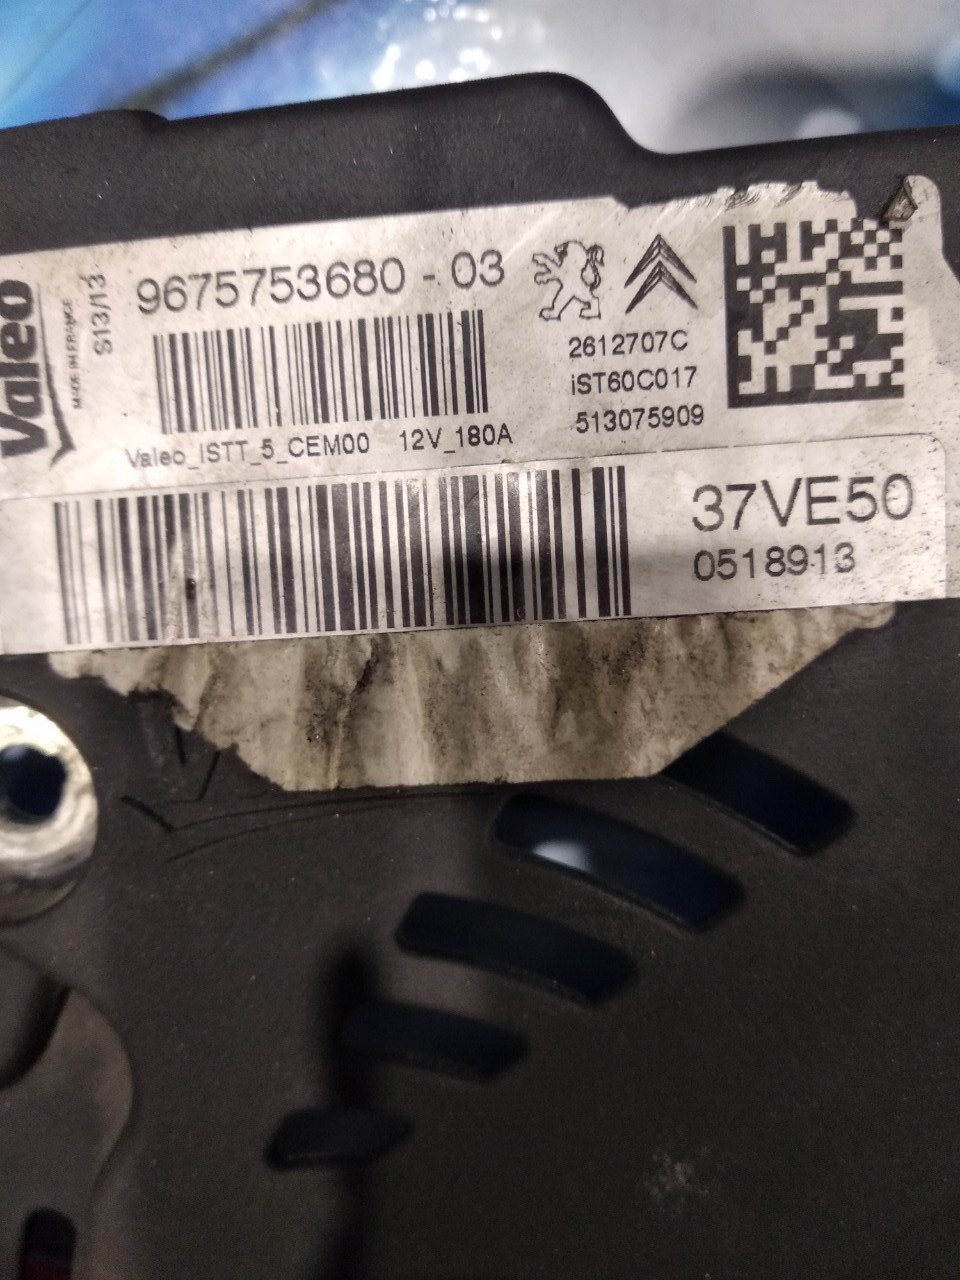 Valeo
MADE IN FRANCE
S13/13
9675753680 - 03
2612707C
iST60C017
513075909
Valeo_ISTT_5_CEM00 12V_180A
37VE50
0518913